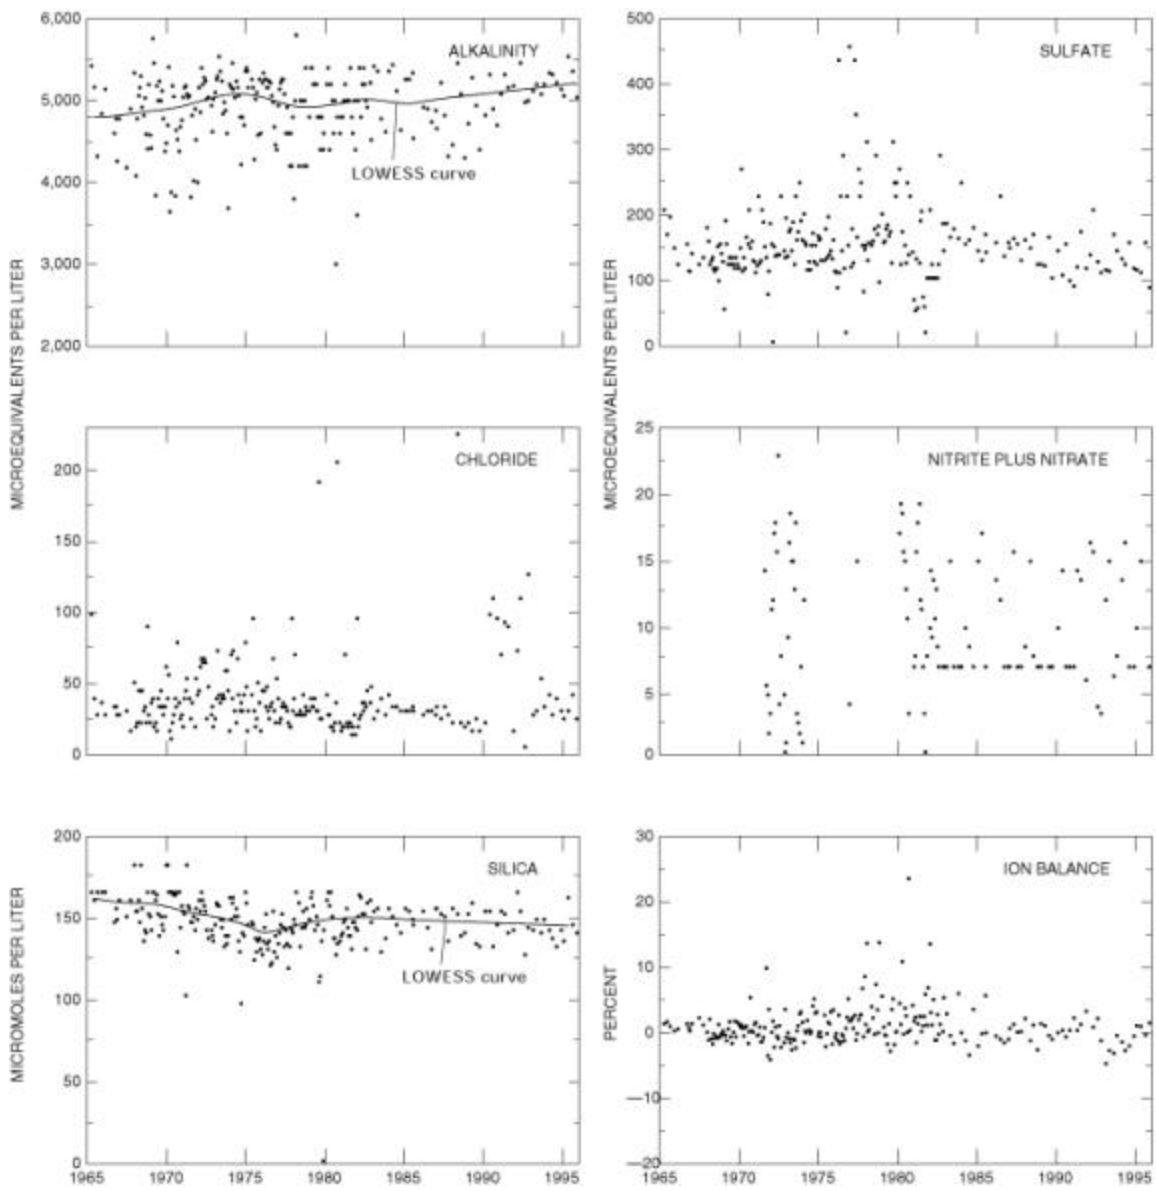 6,000
5,000
4,000
3,000
2,000
ALKALINITY
LOWESS curve
500
400
300
200
100
0
SULFATE
MICROEQUIVALENTS PER LITER
MICROEQUIVALENTS PER LITER
200
150
100
50
0
CHLORIDE
25
20
15
10
5
0
NITRITE PLUS NITRATE
200
150
100
50
0
SILICA
LOWESS curve
MICROMOLES PER LITER
1965 1970 1975 1980 1985 1990 1995
30
20
10
0
—10
—20
ION BALANCE
PERCENT
1965 1970 1975 1980 1985 1990 1995